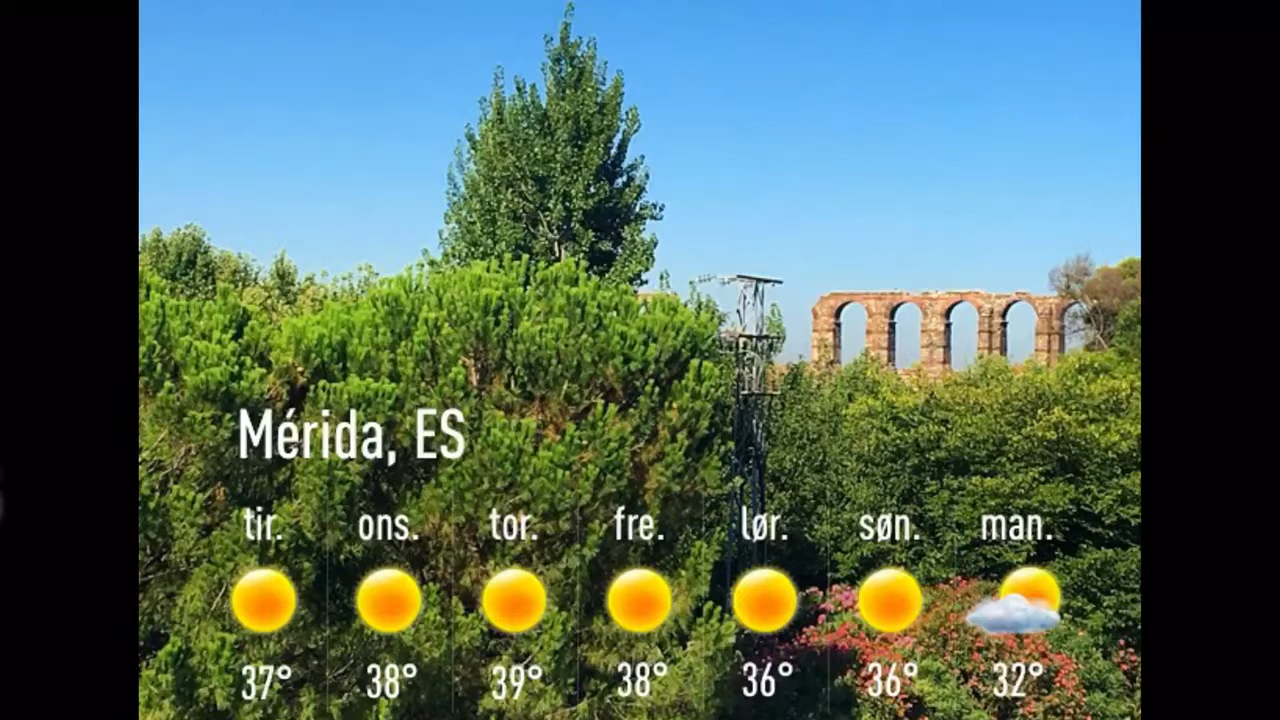 Mérida, ES
tir. ons. tor. fre. lør. søn. man.
37° 38° 39° 38° 36° 36° 32°